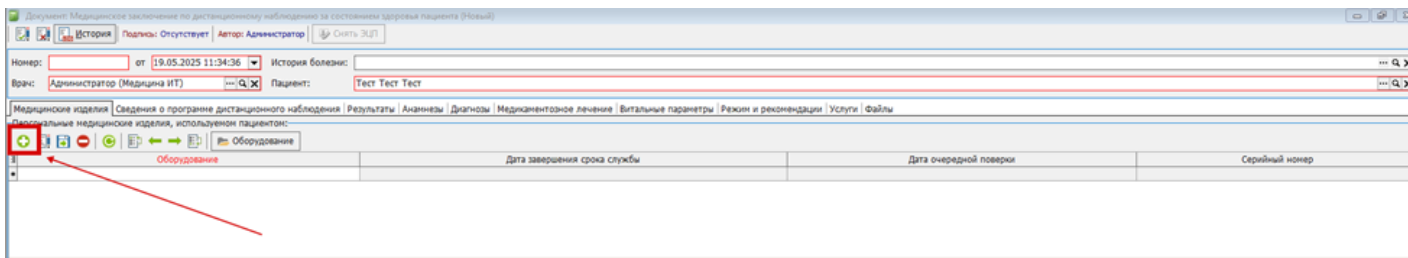 Документ Медицинское заключение по дистанционному наблюдению за состоянием здоровья пациента (Новый)
История Подпись: Отсутствует Автор: Администратор Снять ЭЦП
Номер: от 19.05.2025 11:34:36 История болезни:
Врач: Администратор (Медицина ИТ) Пациент: Тест Тест Тест
Медицинские изделия Сведения о программе дистанционного наблюдения Результаты Анамнезы Диагнозы Медикаментозное лечение Витальные параметры Режим и рекомендации Услуги Файлы
Персональные медицинские изделия, используемом пациентом:
Оборудование
Оборудование Дата завершения срока службы Дата очередной поверки Серийный номер